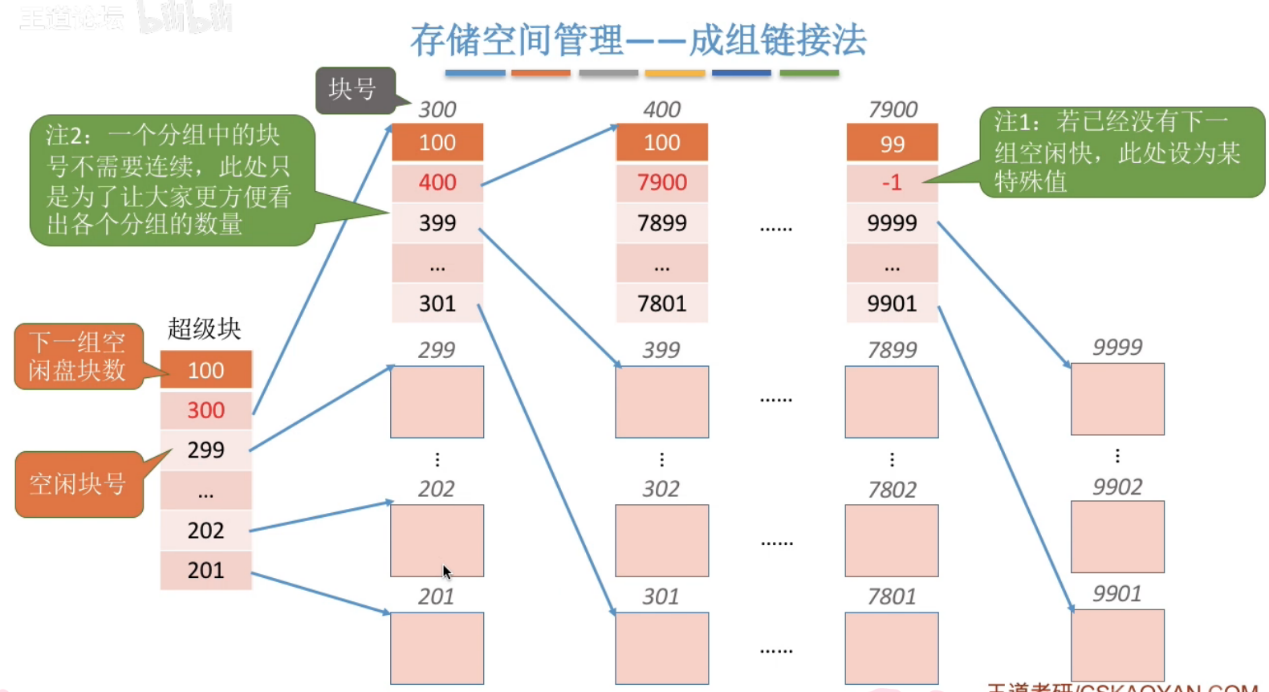 王道论坛 bilibili
存储空间管理——成组链接法
块号
300
400
7900
注2：一个分组中的块
号不需要连续，此处只
是为了让大家更方便看
出各个分组的数量
注1：若已经没有下一
组空闲快，此处设为某
特殊值
100
400
399
...
301
100
7900
7899
...
7801
......
99
-1
9999
...
9901
超级块
下一组空
闲盘块数
空闲块号
100
300
299
...
202
201
299
399
7899
9999
......
202
302
7802
9902
......
201
301
7801
9901
......
王道考研/CSKAOYAN.COM